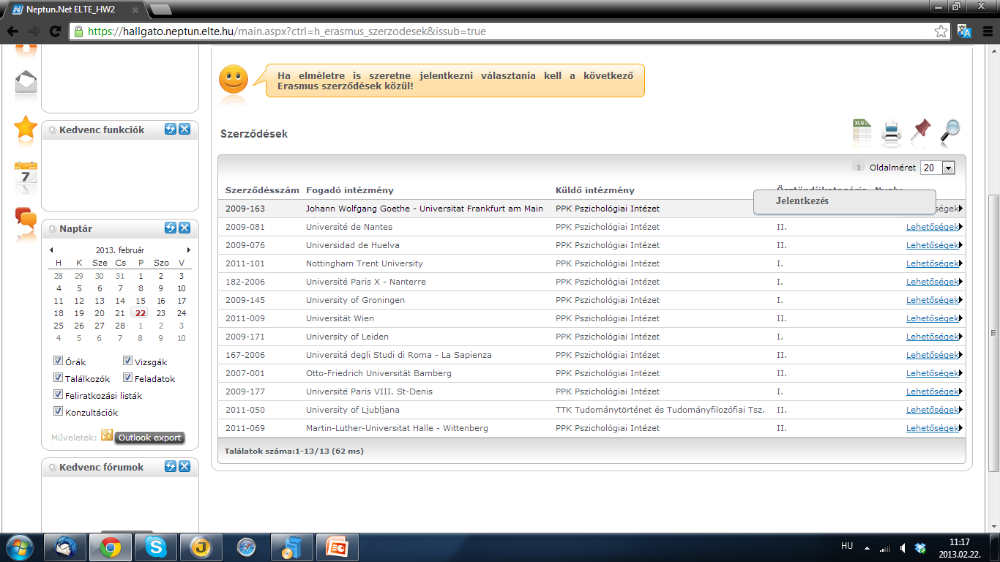 Neptun.Net ELTE_HW2
https://hallgato.neptun.elte.hu/main.aspx?ctrl=h_erasmus_szerzodesek&issub=true
Ha elméletre is szeretne jelentkezni választania kell a következő
Erasmus szerződések közül!
Kedvenc funkciók
7
Naptár
2013. február
H K Sze Cs P Szo V
28 29 30 31 1 2 3
4 5 6 7 8 9 10
11 12 13 14 15 16 17
18 19 20 21 22 23 24
25 26 27 28 1 2 3
4 5 6 7 8 9 10
Órák Vizsgák
Találkozók Feladatok
Feliratkozási listák
Konzultációk
Műveletek: Outlook export
Kedvenc fórumok
Szerződések
XLS
1 Oldalméret 20
Szerződésszám Fogadó intézmény Küldő intézmény
Jelentkezés
2009-163 Johann Wolfgang Goethe - Universitat Frankfurt am Main PPK Pszichológiai Intézet
2009-081 Université de Nantes PPK Pszichológiai Intézet II. Lehetőségek
2009-076 Universidad de Huelva PPK Pszichológiai Intézet II. Lehetőségek
2011-101 Nottingham Trent University PPK Pszichológiai Intézet I. Lehetőségek
182-2006 Université Paris X - Nanterre PPK Pszichológiai Intézet I. Lehetőségek
2009-145 University of Groningen PPK Pszichológiai Intézet I. Lehetőségek
2011-009 Universität Wien PPK Pszichológiai Intézet II. Lehetőségek
2009-171 University of Leiden PPK Pszichológiai Intézet I. Lehetőségek
167-2006 Universitá degli Studi di Roma - La Sapienza PPK Pszichológiai Intézet II. Lehetőségek
2007-001 Otto-Friedrich Universität Bamberg PPK Pszichológiai Intézet II. Lehetőségek
2009-177 Université Paris VIII. St-Denis PPK Pszichológiai Intézet I. Lehetőségek
2011-050 University of Ljubljana TTK Tudománytörténet és Tudományfilozófiai Tsz. II. Lehetőségek
2011-069 Martin-Luther-Universitat Halle - Wittenberg PPK Pszichológiai Intézet II. Lehetőségek
Találatok száma:1-13/13 (62 ms)
HU
11:17
2013.02.22.